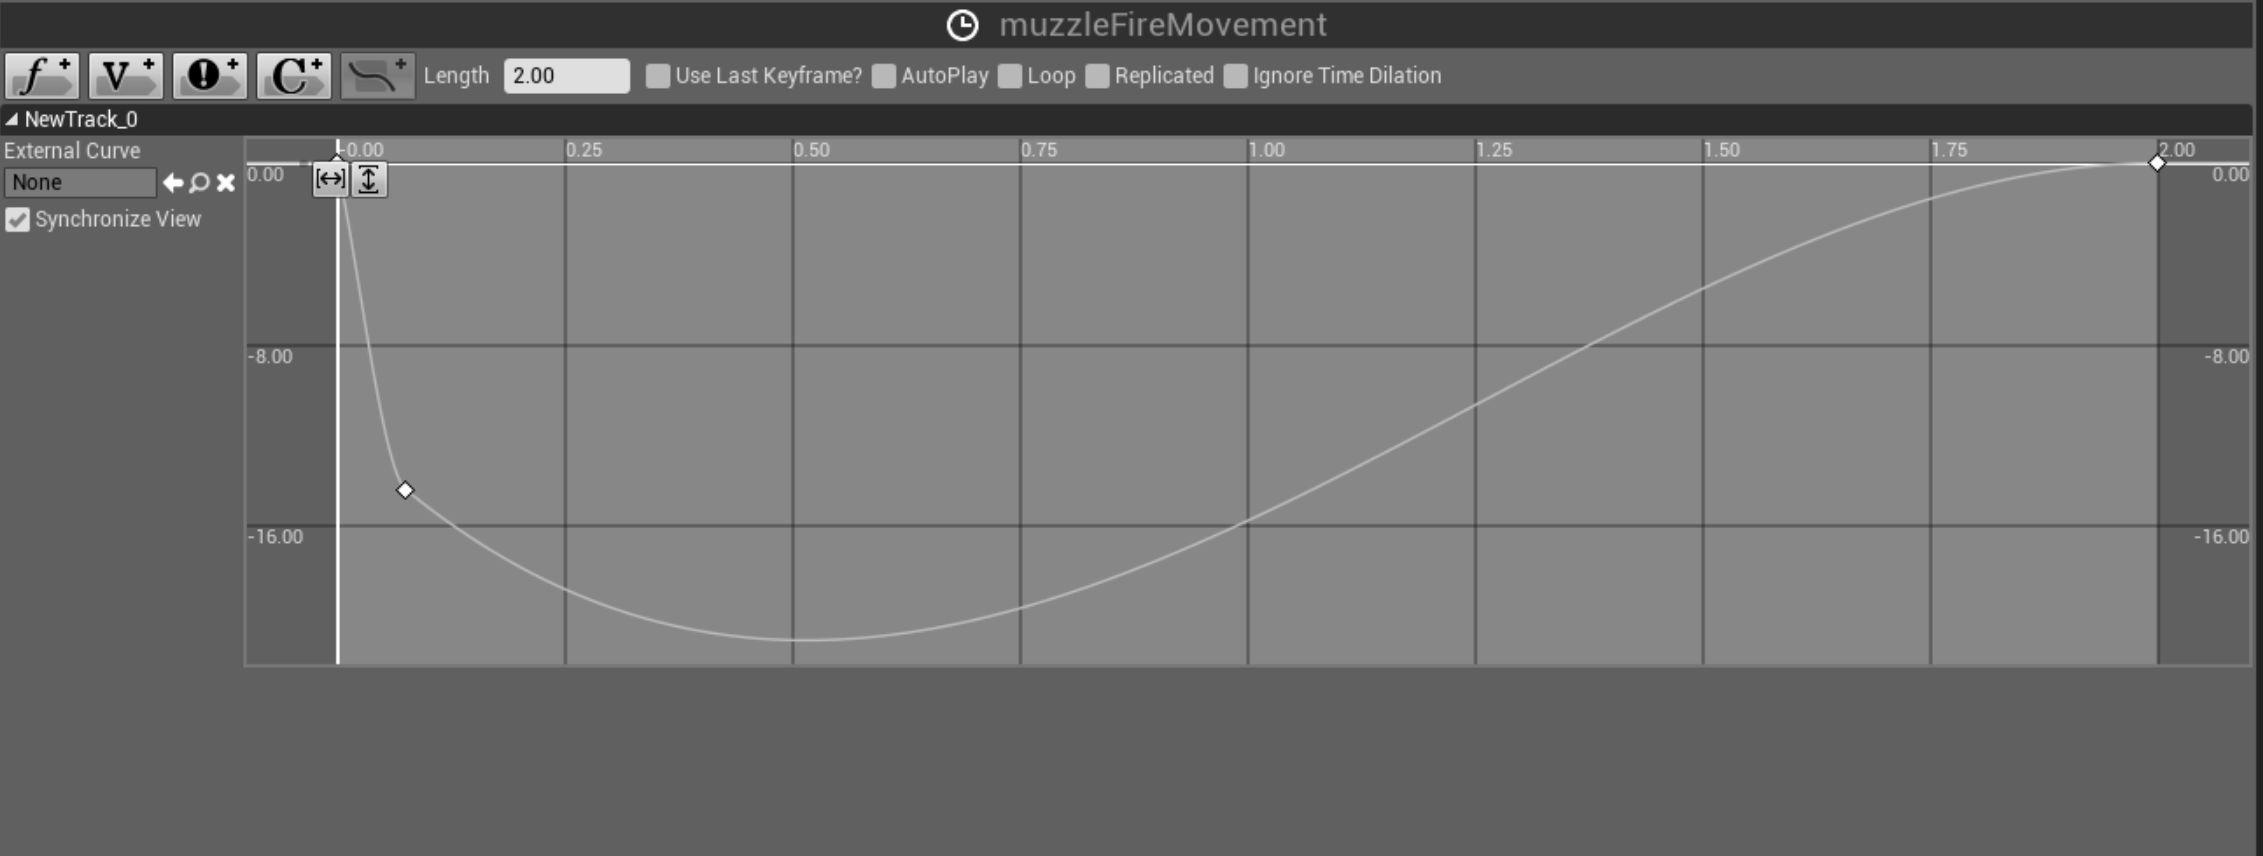 muzzleFireMovement
f+ V+ !+ C+ + Length 2.00 Use Last Keyframe? AutoPlay Loop Replicated Ignore Time Dilation
NewTrack_0
External Curve
None
Synchronize View
-0.00 0.25 0.50 0.75 1.00 1.25 1.50 1.75 2.00
0.00 0.00
-8.00 -8.00
-16.00 -16.00